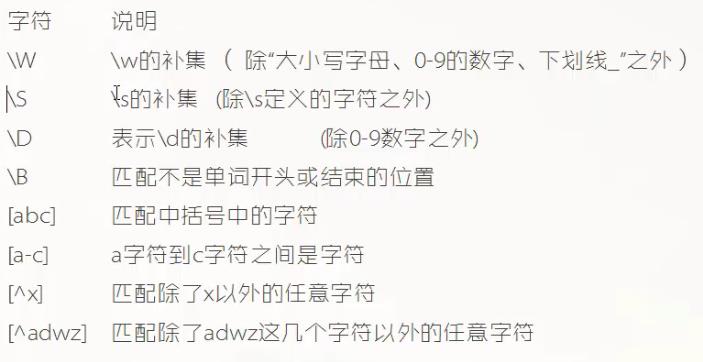 字符 说明
\W \w的补集 （ 除“大小写字母、0-9的数字、下划线_”之外 ）
\S \s的补集 (除\s定义的字符之外)
\D 表示\d的补集 (除0-9数字之外)
\B 匹配不是单词开头或结束的位置
[abc] 匹配中括号中的字符
[a-c] a字符到c字符之间是字符
[^x] 匹配除了x以外的任意字符
[^adwz] 匹配除了adwz这几个字符以外的任意字符